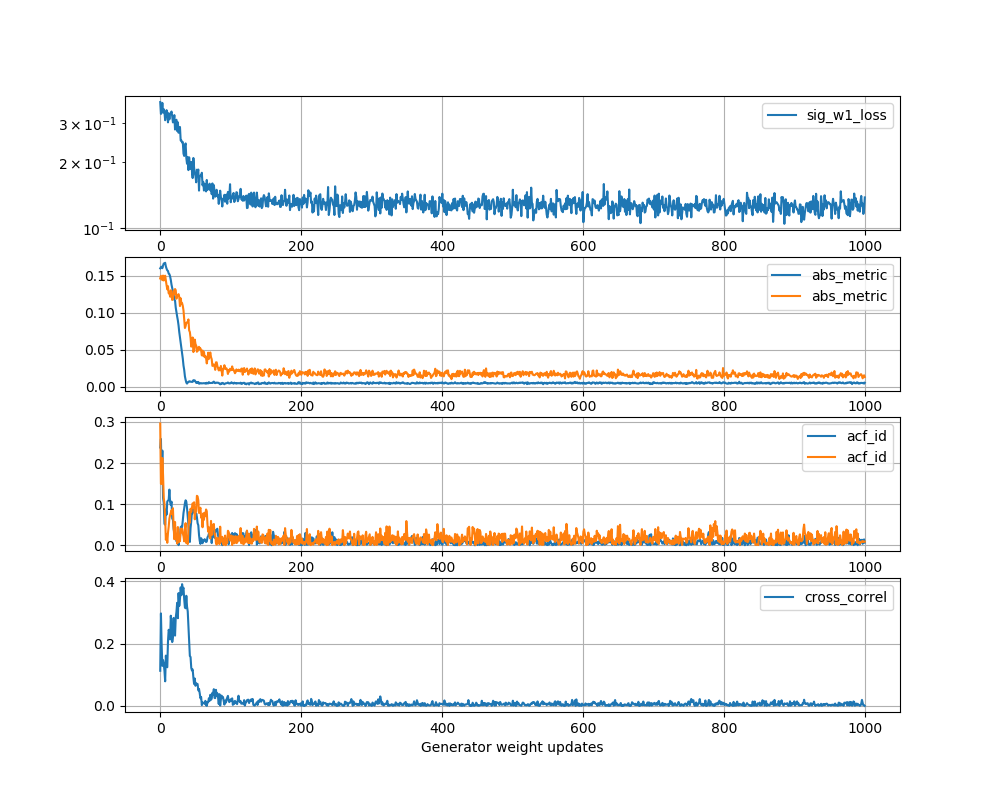 3 × 10⁻¹
2 × 10⁻¹
10⁻¹
sig_w1_loss
0 200 400 600 800 1000
0.15
0.10
0.05
0.00
abs_metric
abs_metric
0 200 400 600 800 1000
0.3
0.2
0.1
0.0
acf_id
acf_id
0 200 400 600 800 1000
0.4
0.2
0.0
cross_correl
0 200 400 600 800 1000
Generator weight updates